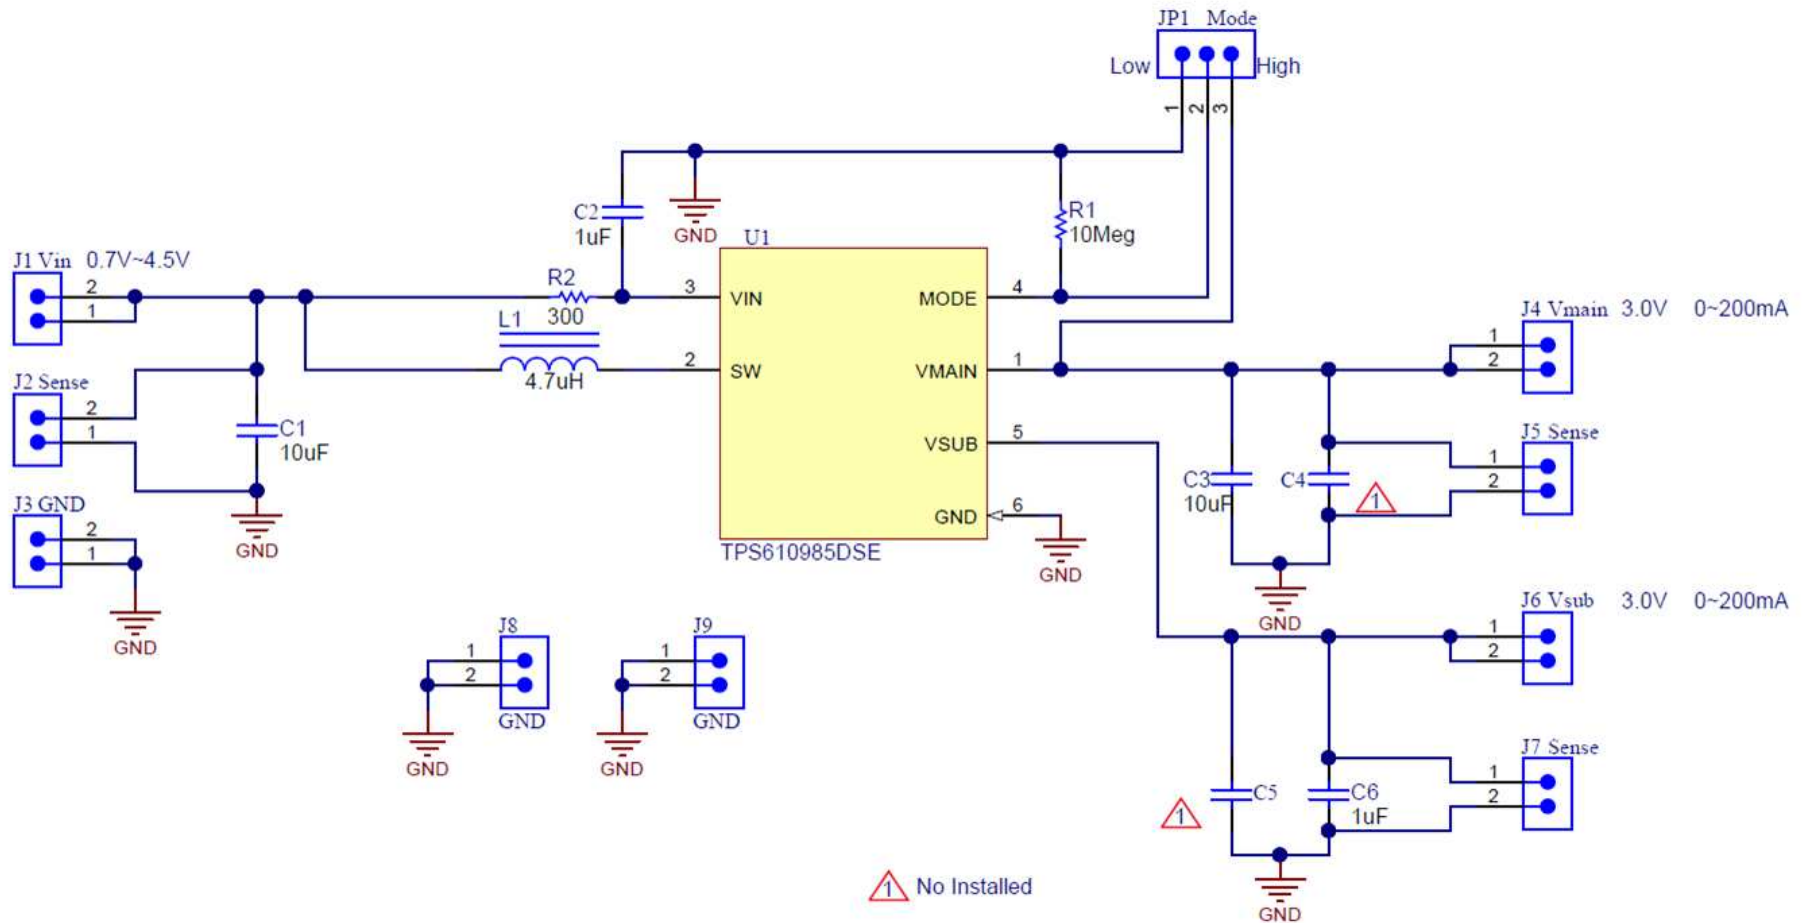 JP1 Mode
Low
High
1
2
3
C2
1uF
GND
R1
10Meg
U1
J1 Vin 0.7V~4.5V
2
1
R2
300
L1
4.7uH
3
VIN
2
SW
MODE
4
VMAIN
1
VSUB
5
GND
6
TPS610985DSE
GND
J2 Sense
2
1
C1
10uF
GND
J3 GND
2
1
GND
J4 Vmain 3.0V 0~200mA
1
2
J5 Sense
1
2
C3
10uF
C4
1
GND
J6 Vsub 3.0V 0~200mA
1
2
J7 Sense
1
2
C5
1
C6
1uF
GND
J8
1
2
GND
GND
J9
1
2
GND
GND
1 No Installed